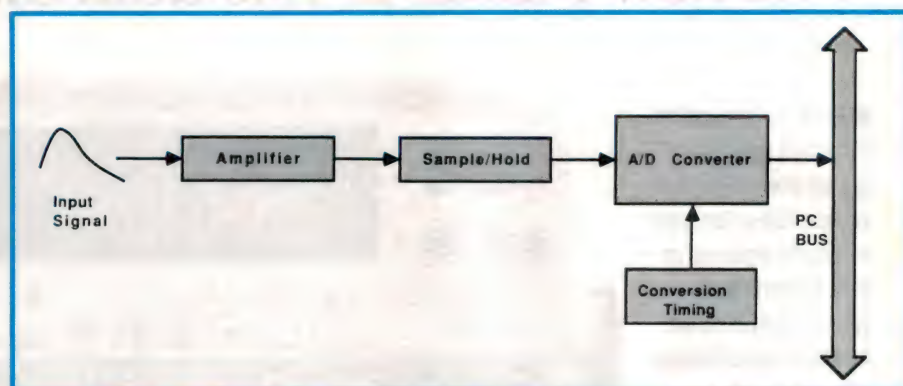 Amplifier
Sample/Hold
A/D Converter
Input
Signal
PC
BUS
Conversion
Timing